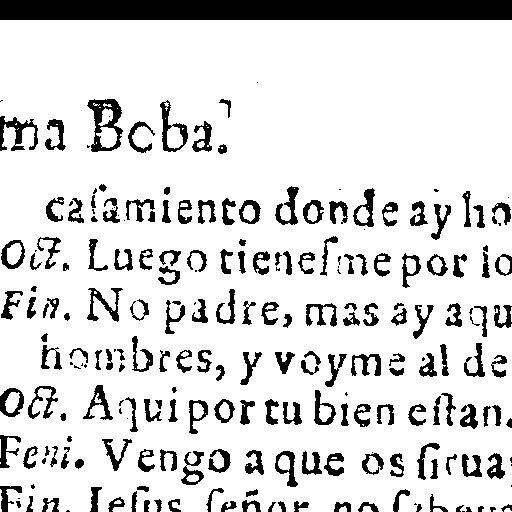 ma Boba.
casamiento donde ay ho
Oct. Luego tienesme por lo
Fin. No padre, mas ay aqu
hombres, y voyme al de
Oct. Aqui por tu bien estan.
Feni. Vengo a que os sirua
Fin. Iesus, señor, no